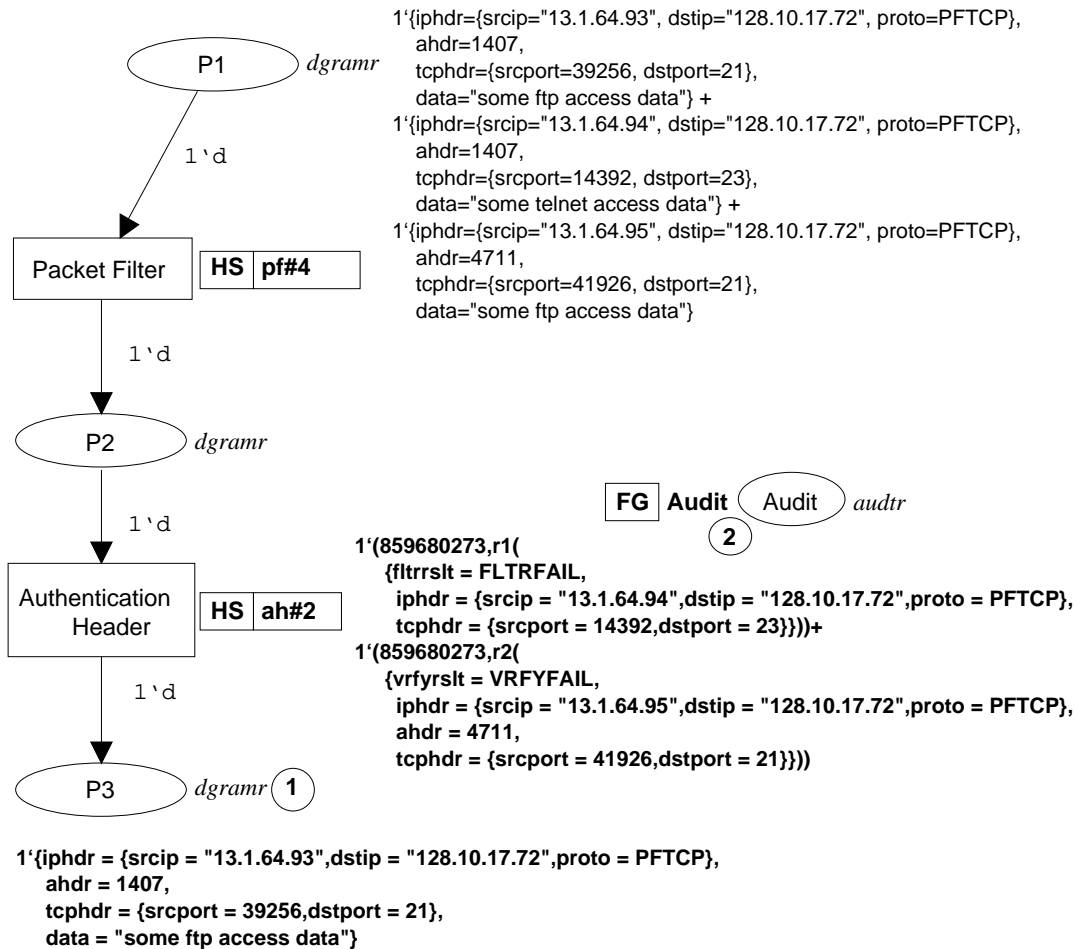 1‘{iphdr={srcip="13.1.64.93", dstip="128.10.17.72", proto=PFTCP},
ahdr=1407,
tcphdr={srcport=39256, dstport=21},
data="some ftp access data"} +
1‘{iphdr={srcip="13.1.64.94", dstip="128.10.17.72", proto=PFTCP},
ahdr=1407,
tcphdr={srcport=14392, dstport=23},
data="some telnet access data"} +
1‘{iphdr={srcip="13.1.64.95", dstip="128.10.17.72", proto=PFTCP},
ahdr=4711,
tcphdr={srcport=41926, dstport=21},
data="some ftp access data"}
P1 dgramr
1‘d
Packet Filter HS pf#4
1‘d
P2 dgramr
1‘d
Authentication
Header
HS ah#2
1‘d
P3 dgramr 1
FG Audit Audit audtr
2
1‘(859680273,r1(
{fltrrslt = FLTRFAIL,
iphdr = {srcip = "13.1.64.94",dstip = "128.10.17.72",proto = PFTCP},
tcphdr = {srcport = 14392,dstport = 23}}))+
1‘(859680273,r2(
{vrfyrslt = VRFYFAIL,
iphdr = {srcip = "13.1.64.95",dstip = "128.10.17.72",proto = PFTCP},
ahdr = 4711,
tcphdr = {srcport = 41926,dstport = 21}}))
1‘{iphdr = {srcip = "13.1.64.93",dstip = "128.10.17.72",proto = PFTCP},
ahdr = 1407,
tcphdr = {srcport = 39256,dstport = 21},
data = "some ftp access data"}